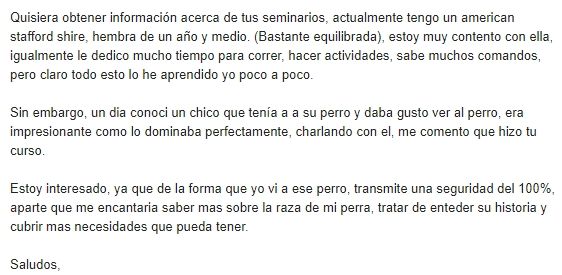 Quisiera obtener información acerca de tus seminarios, actualmente tengo un american
stafford shire, hembra de un año y medio. (Bastante equilibrada), estoy muy contento con ella,
igualmente le dedico mucho tiempo para correr, hacer actividades, sabe muchos comandos,
pero claro todo esto lo he aprendido yo poco a poco.
Sin embargo, un dia conoci un chico que tenía a a su perro y daba gusto ver al perro, era
impresionante como lo dominaba perfectamente, charlando con el, me comento que hizo tu
curso.
Estoy interesado, ya que de la forma que yo vi a ese perro, transmite una seguridad del 100%,
aparte que me encantaria saber mas sobre la raza de mi perra, tratar de enteder su historia y
cubrir mas necesidades que pueda tener.
Saludos,